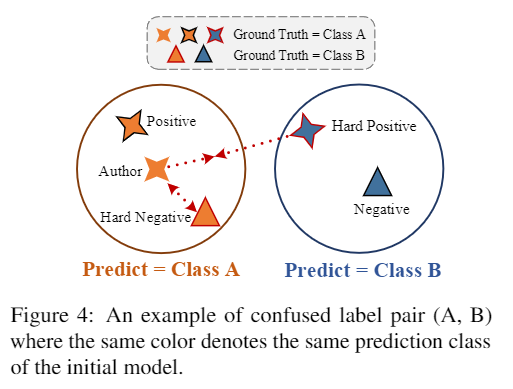 Ground Truth = Class A
Ground Truth = Class B
Positive
Hard Positive
Author
Hard Negative
Negative
Predict = Class A
Predict = Class B
Figure 4: An example of confused label pair (A, B)
where the same color denotes the same prediction class
of the initial model.